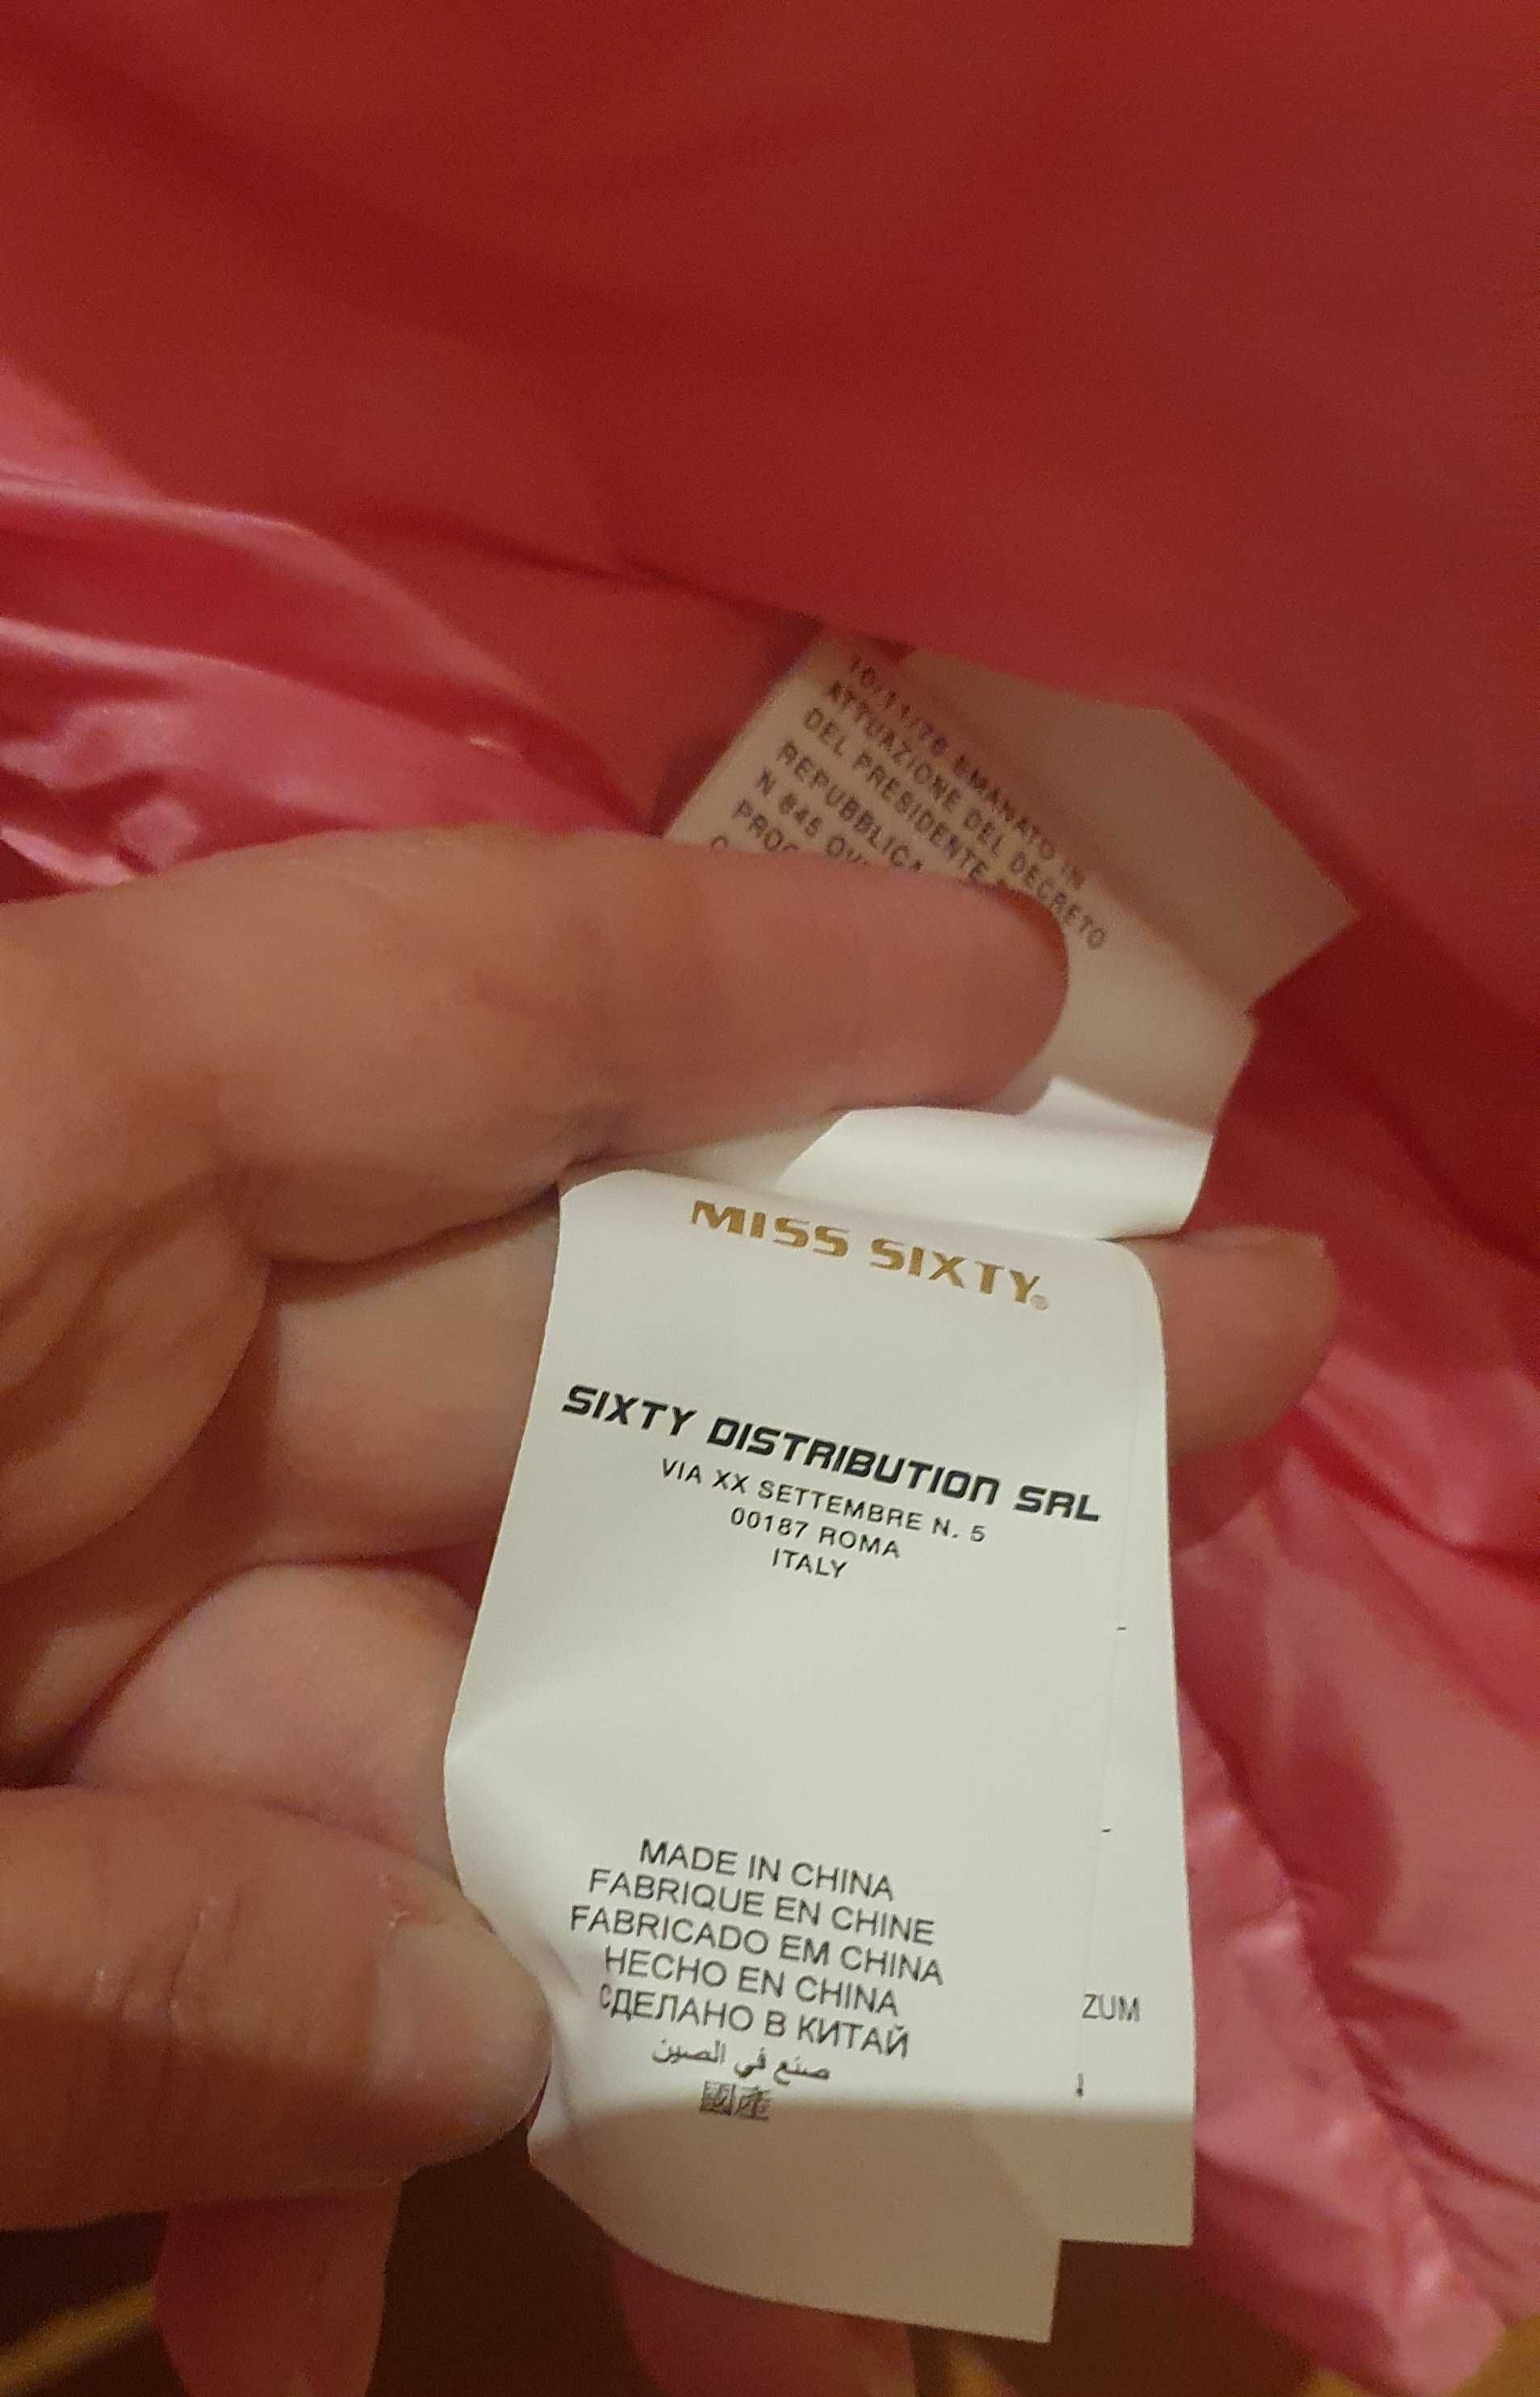 10/11/76 EMANATO IN
ATTUAZIONE DEL DECRETO
DEL PRESIDENTE
REPUBBLICA
N 845
MISS SIXTY®
SIXTY DISTRIBUTION SRL
VIA XX SETTEMBRE N. 5
00187 ROMA
ITALY
MADE IN CHINA
FABRIQUE EN CHINE
FABRICADO EM CHINA
HECHO EN CHINA
СДЕЛАНО В КИТАЙ
صنع في الصين
ZUM